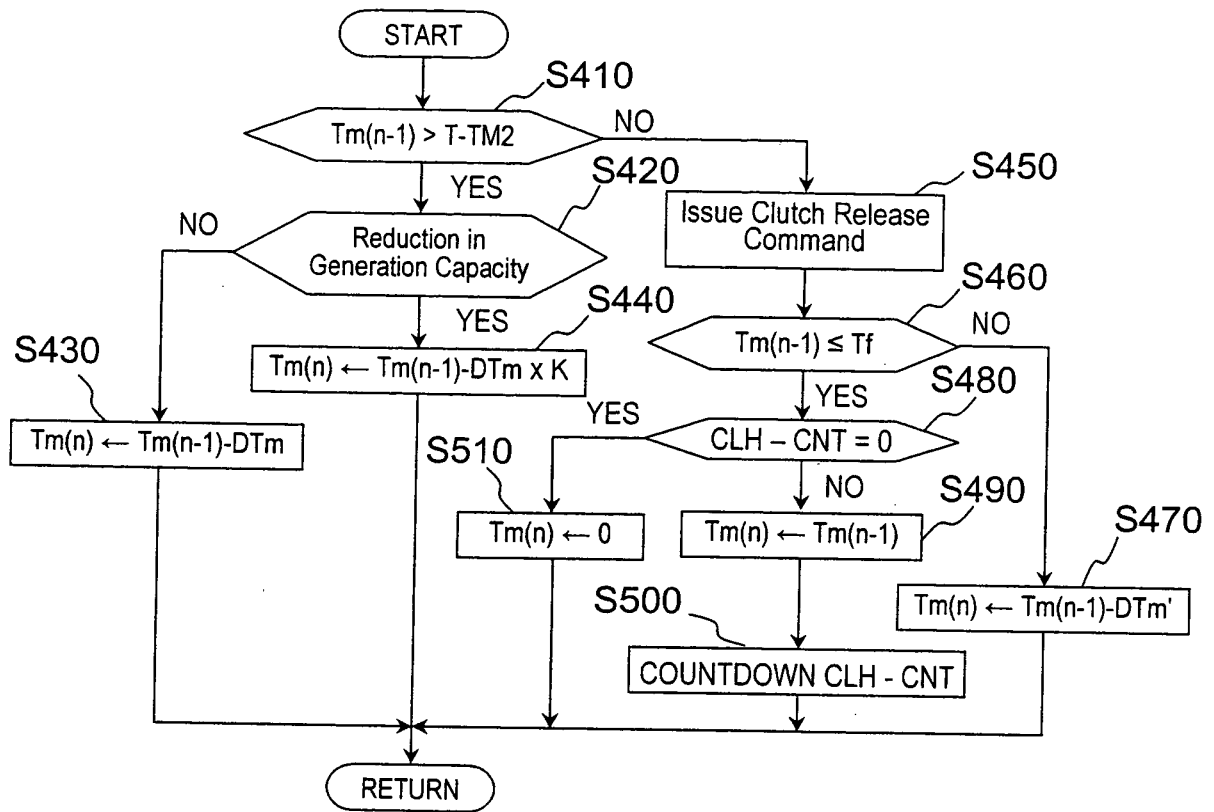 START
S410
Tm(n-1) > T-TM2
NO
YES
S420
S450
NO
Reduction in
Generation Capacity
Issue Clutch Release
Command
YES
S440
S460
S430
Tm(n) ← Tm(n-1)-DTm x K
Tm(n-1) ≤ Tf
NO
YES
S480
YES
Tm(n) ← Tm(n-1)-DTm
S510
CLH – CNT = 0
NO
S490
Tm(n) ← 0
Tm(n) ← Tm(n-1)
S470
S500
Tm(n) ← Tm(n-1)-DTm'
COUNTDOWN CLH - CNT
RETURN